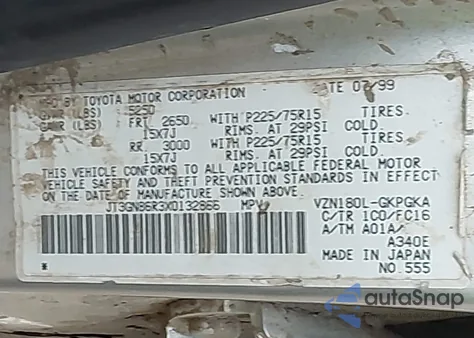 MFD BY TOYOTA MOTOR CORPORATION DATE 07/99
GVWR (LBS) 5250
GAWR (LBS) FR 2650 WITH P225/75R15 TIRES.
15X7J RIMS. AT 29PSI COLD.
RR 3000 WITH P225/75R15 TIRES.
15X7J RIMS. AT 29PSI COLD.
THIS VEHICLE CONFORMS TO ALL APPLICABLE FEDERAL MOTOR
VEHICLE SAFETY AND THEFT PREVENTION STANDARDS IN EFFECT
ON THE DATE OF MANUFACTURE SHOWN ABOVE.
JT3GN86R3X0132866 MPV VZN180L-GKPGKA
C/TR 1C0/FC16
A/TM A01A/
A340E
MADE IN JAPAN
NO.555
autoSnap